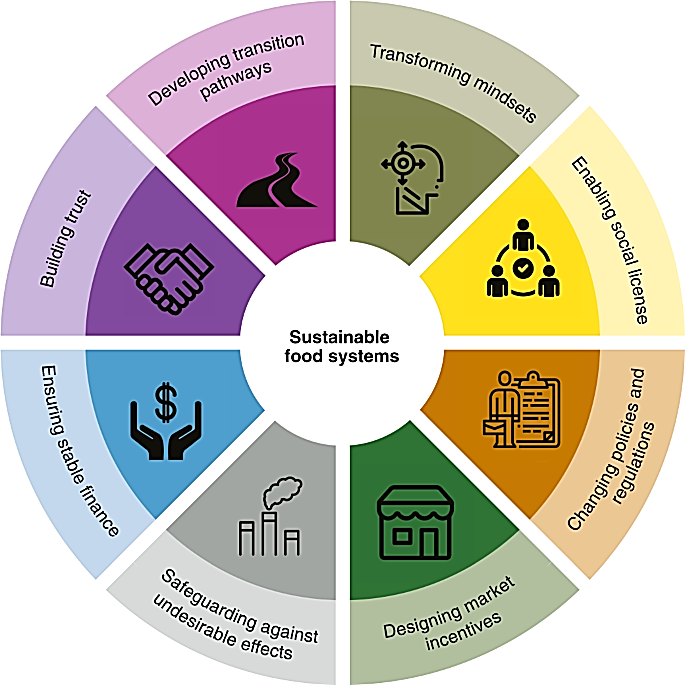 Developing transition
pathways
Transforming mindsets
Enabling social license
Changing policies and
regulations
Designing market
incentives
Safeguarding against
undesirable effects
Ensuring stable finance
Building trust
$
Sustainable
food systems